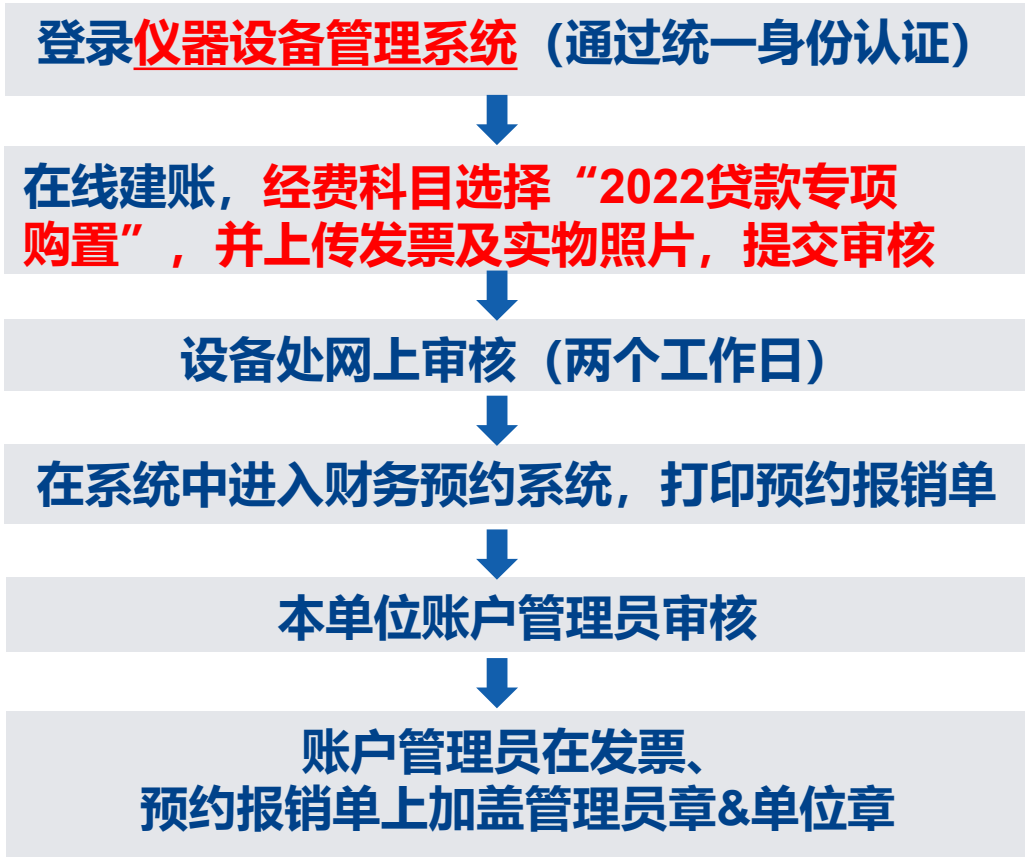 登录仪器设备管理系统（通过统一身份认证）
在线建账，经费科目选择“2022贷款专项
购置”，并上传发票及实物照片，提交审核
设备处网上审核（两个工作日）
在系统中进入财务预约系统，打印预约报销单
本单位账户管理员审核
账户管理员在发票、
预约报销单上加盖管理员章&单位章